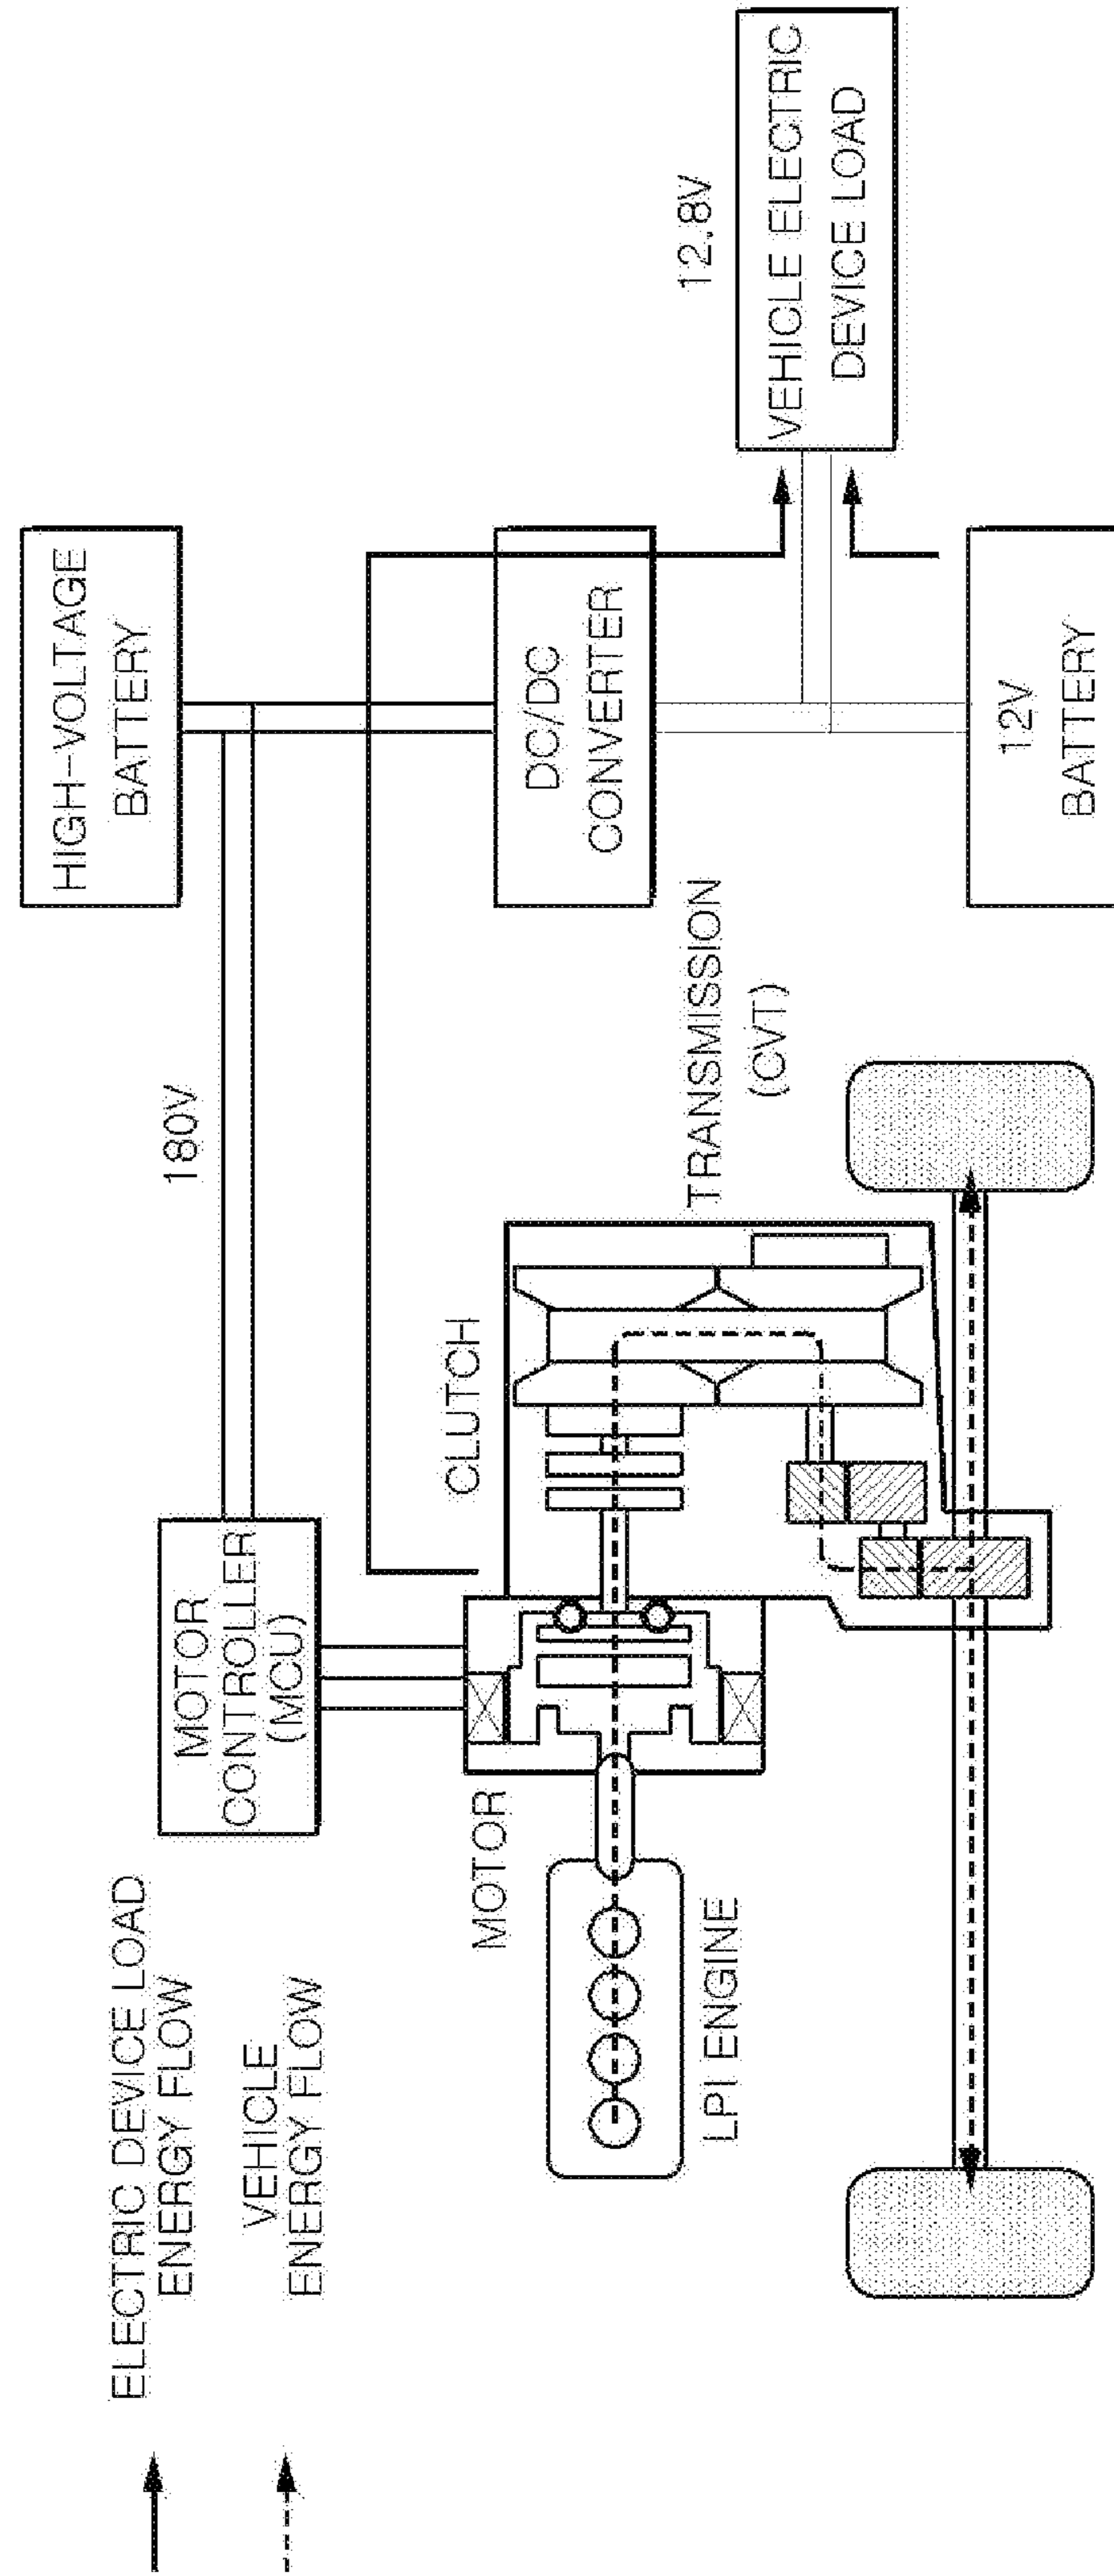 ELECTRIC DEVICE LOAD
ENERGY FLOW
VEHICLE
ENERGY FLOW
MOTOR
CONTROLLER
(MCU)
180V
HIGH-VOLTAGE
BATTERY
MOTOR
CLUTCH
LPI ENGINE
TRANSMISSION
(CVT)
DC/DC
CONVERTER
12.8V
VEHICLE ELECTRIC
DEVICE LOAD
12V
BATTERY